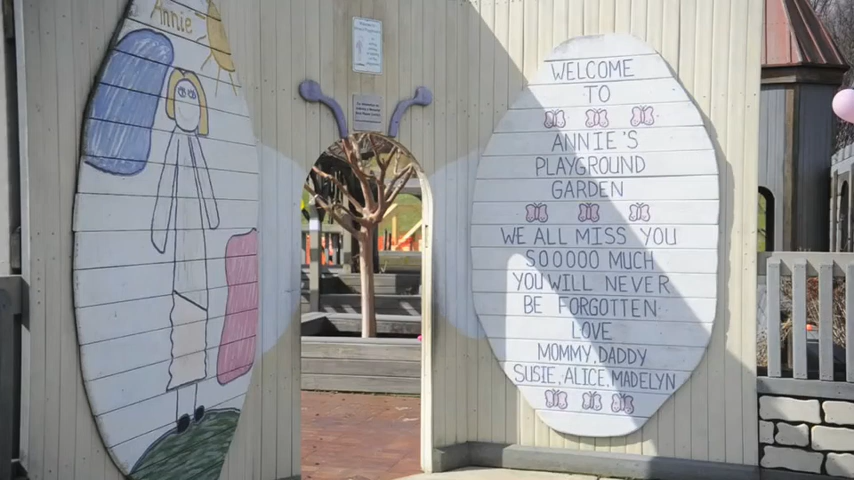 Annie
WELCOME
TO
ANNIE'S
PLAYGROUND
GARDEN
WE ALL MISS YOU
SOOOOO MUCH
YOU WILL NEVER
BE FORGOTTEN
LOVE
MOMMY, DADDY
SUSIE, ALICE, MADELYN